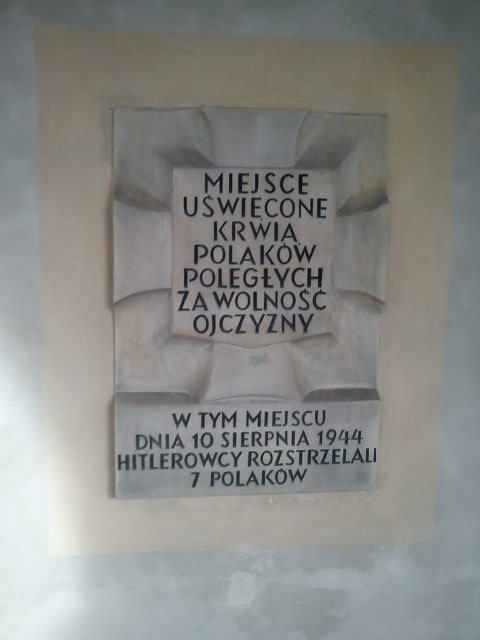 MIEJSCE
UŚWIĘCONE
KRWIĄ
POLAKÓW
POLEGŁYCH
ZA WOLNOŚĆ
OJCZYZNY
W TYM MIEJSCU
DNIA 10 SIERPNIA 1944
HITLEROWCY ROZSTRZELALI
7 POLAKÓW